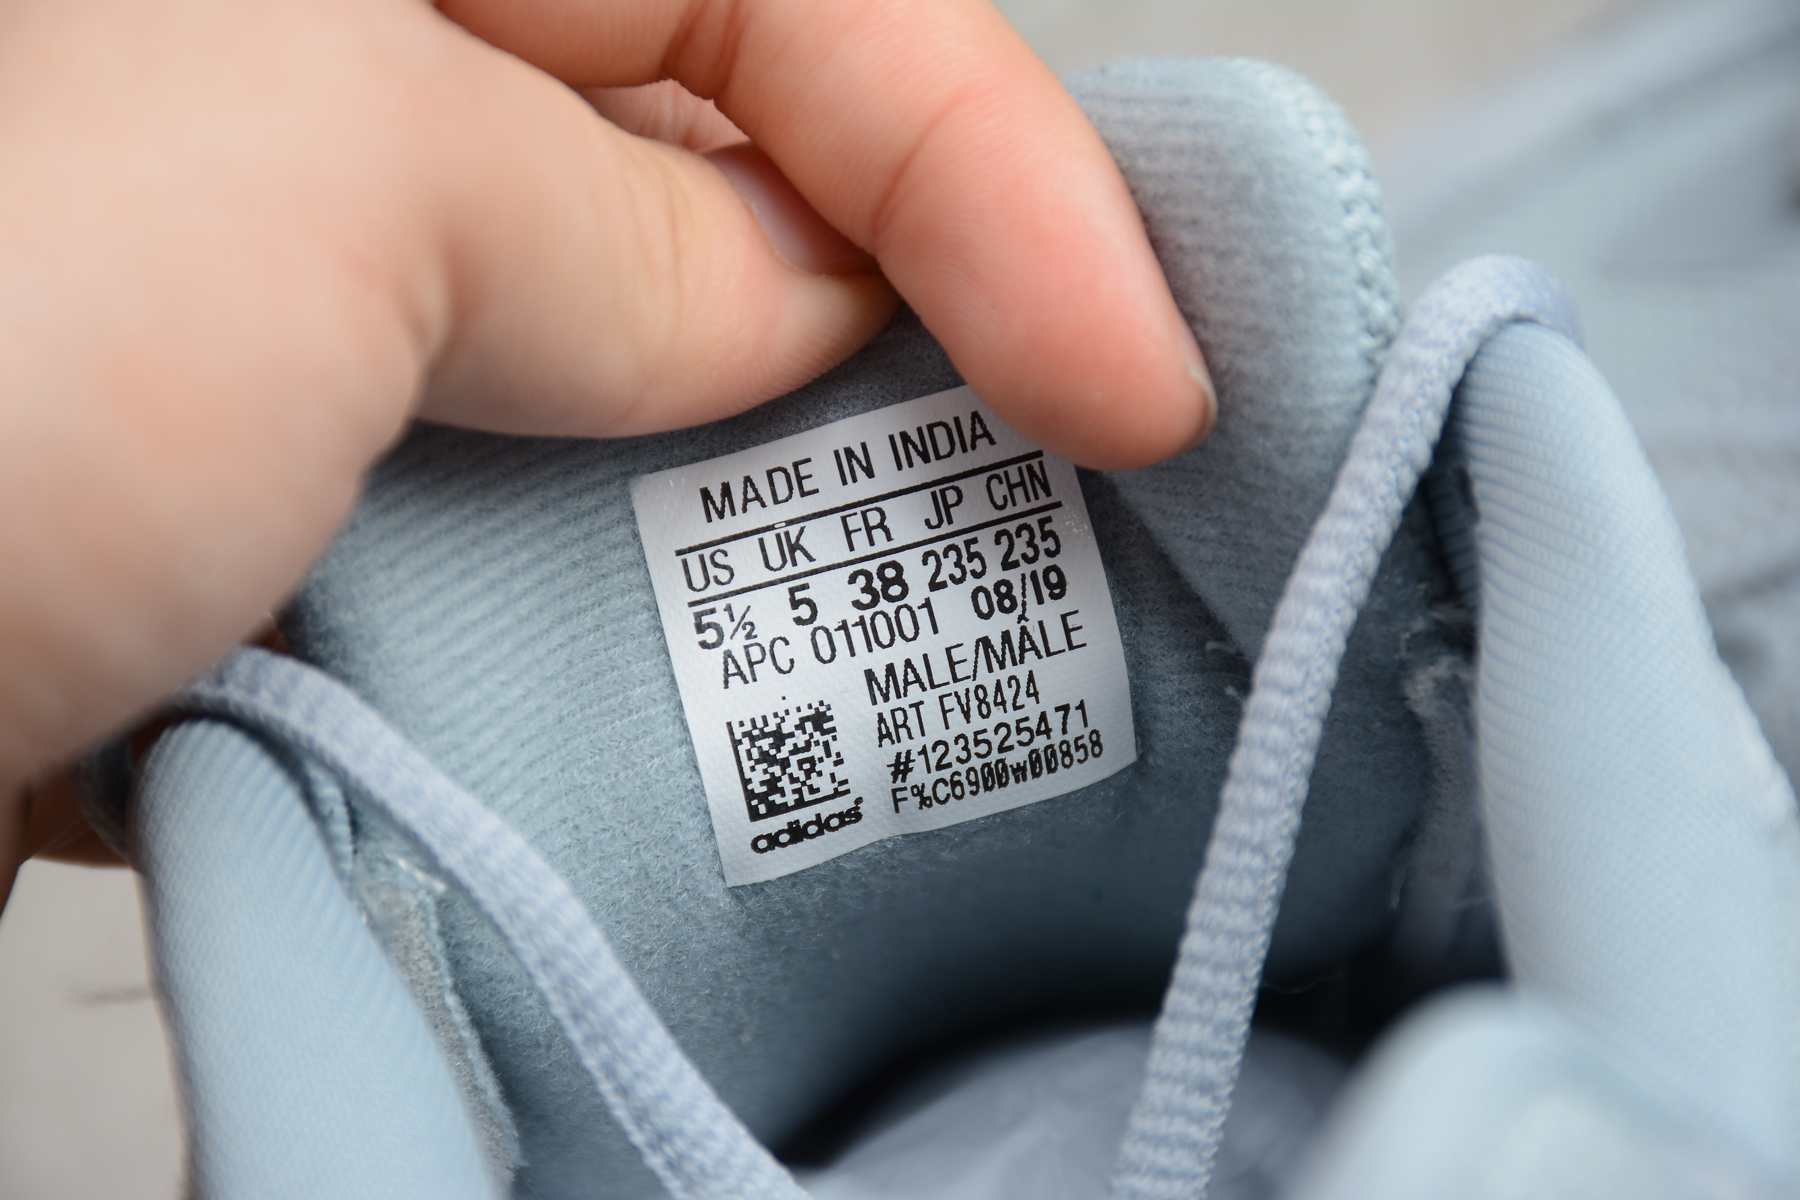 MADE IN INDIA
US UK FR JP CHN
5½ 5 38 235 235
APC 011001 08/19
MALE/MÂLE
ART FV8424
#123525471
F%C6900w00858
adidas®